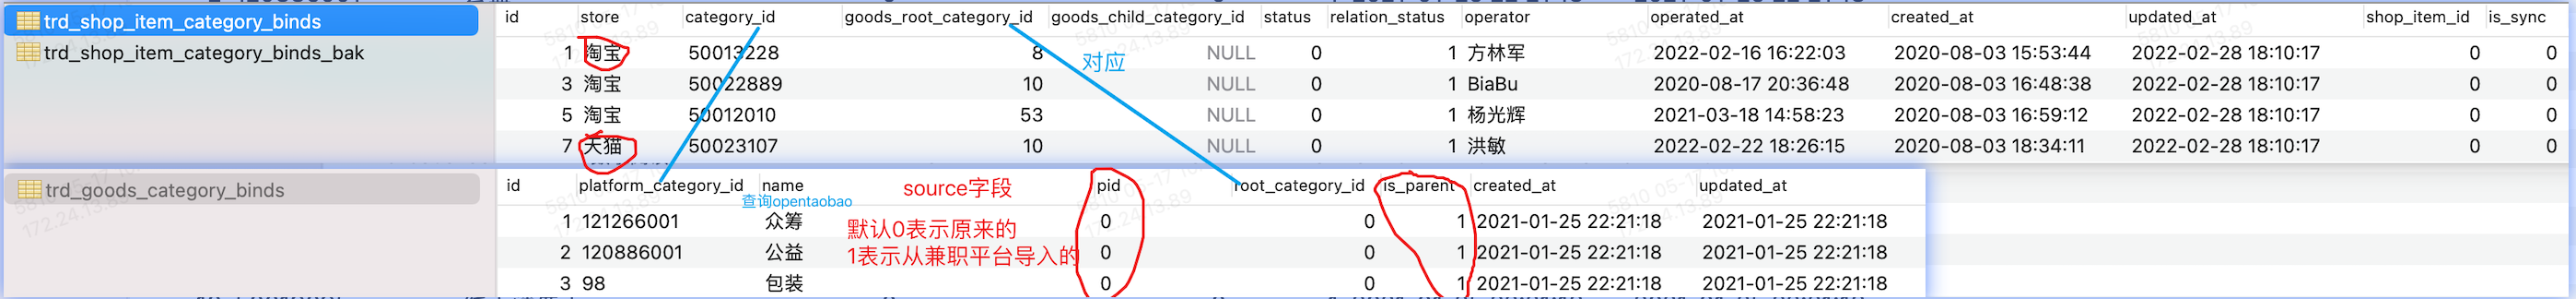 trd_shop_item_category_binds
trd_shop_item_category_binds_bak
id store category_id goods_root_category_id goods_child_category_id status relation_status operator operated_at created_at updated_at shop_item_id is_sync
1 淘宝 50013228 8 NULL 0 1 方林军 2022-02-16 16:22:03 2020-08-03 15:53:44 2022-02-28 18:10:17 0 0
对应
3 淘宝 50022889 10 NULL 0 1 BiaBu 2020-08-17 20:36:48 2020-08-03 16:48:38 2022-02-28 18:10:17 0 0
5 淘宝 50012010 53 NULL 0 1 杨光辉 2021-03-18 14:58:23 2020-08-03 16:59:12 2022-02-28 18:10:17 0 0
7 天猫 50023107 10 NULL 0 1 洪敏 2022-02-22 18:26:15 2020-08-03 18:34:11 2022-02-28 18:10:17 0 0
trd_goods_category_binds
id platform_category_id name pid root_category_id is_parent created_at updated_at
查询opentaobao
source字段
默认0表示原来的
1表示从兼职平台导入的
1 121266001 众筹 0 0 1 2021-01-25 22:21:18 2021-01-25 22:21:18
2 120886001 公益 0 0 1 2021-01-25 22:21:18 2021-01-25 22:21:18
3 98 包装 0 0 1 2021-01-25 22:21:18 2021-01-25 22:21:18